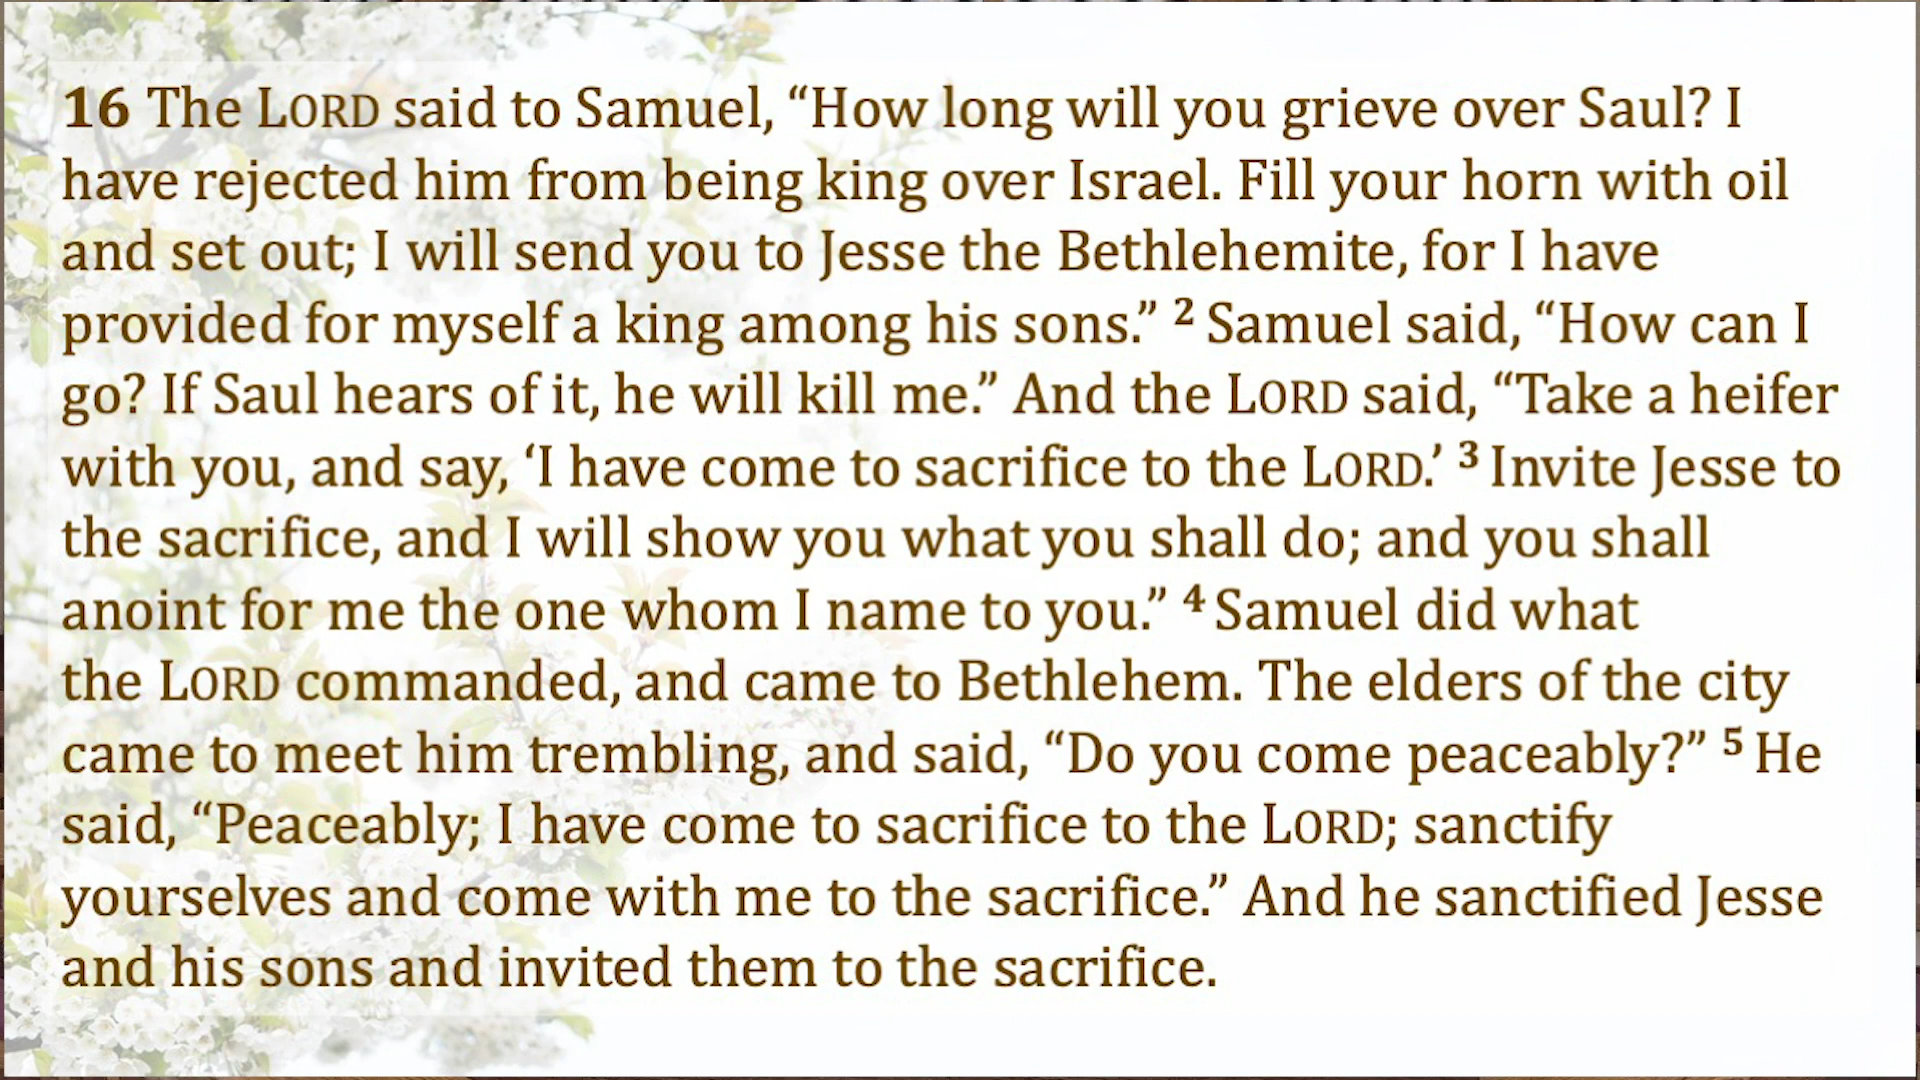 16 The LORD said to Samuel, “How long will you grieve over Saul? I
have rejected him from being king over Israel. Fill your horn with oil
and set out; I will send you to Jesse the Bethlehemite, for I have
provided for myself a king among his sons.” 2 Samuel said, “How can I
go? If Saul hears of it, he will kill me.” And the LORD said, “Take a heifer
with you, and say, ‘I have come to sacrifice to the LORD.’ 3 Invite Jesse to
the sacrifice, and I will show you what you shall do; and you shall
anoint for me the one whom I name to you.” 4 Samuel did what
the LORD commanded, and came to Bethlehem. The elders of the city
came to meet him trembling, and said, “Do you come peaceably?” 5 He
said, “Peaceably; I have come to sacrifice to the LORD; sanctify
yourselves and come with me to the sacrifice.” And he sanctified Jesse
and his sons and invited them to the sacrifice.